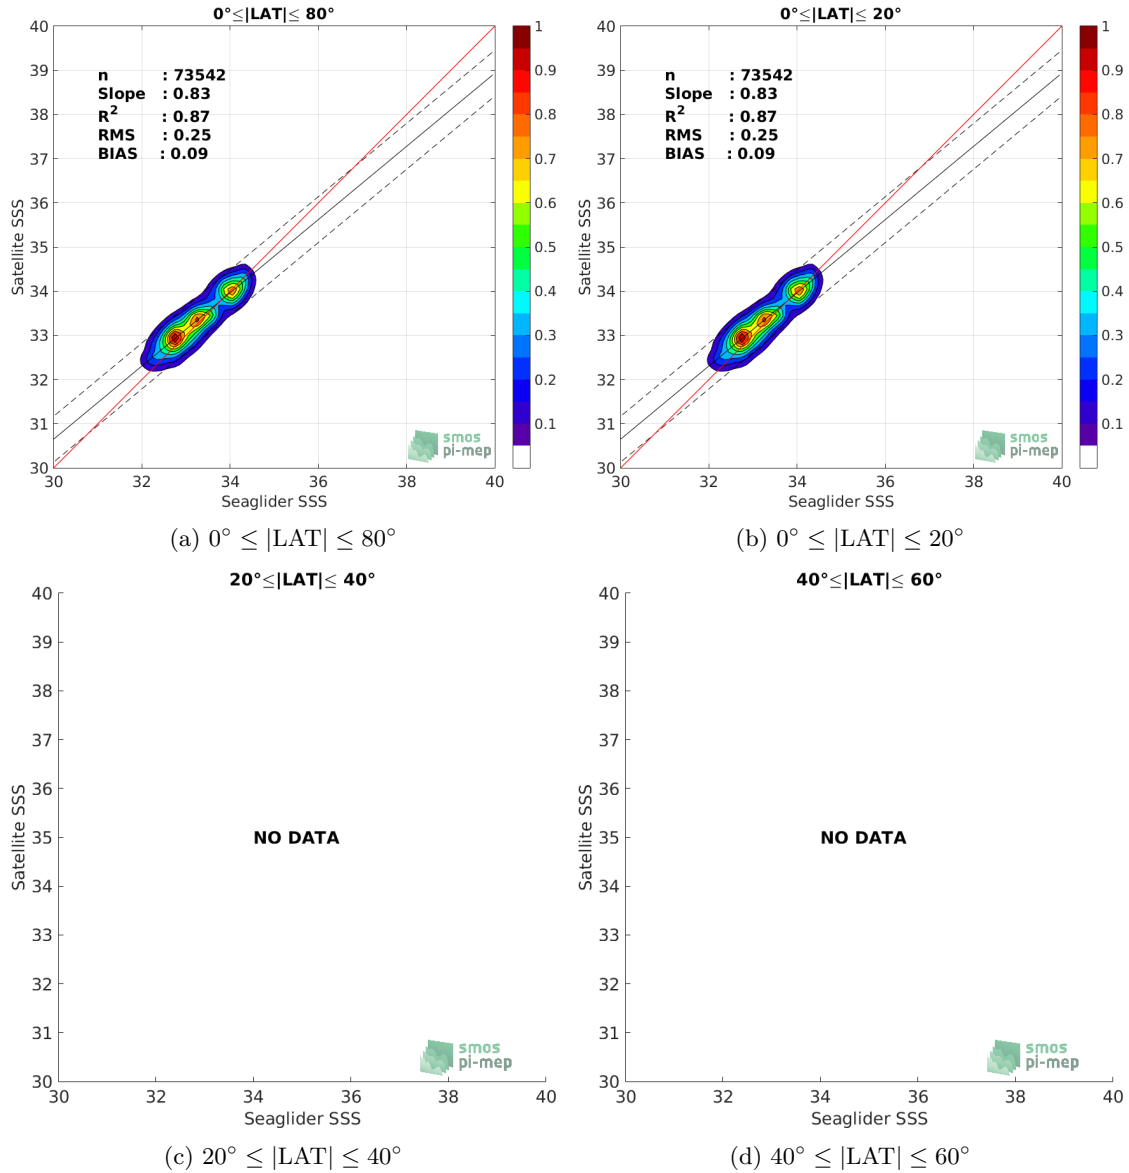 0°≤|LAT|≤ 80°
40
39
38
37
36
35
34
33
32
31
30
Satellite SSS
n : 73542
Slope : 0.83
R² : 0.87
RMS : 0.25
BIAS : 0.09
1
0.9
0.8
0.7
0.6
0.5
0.4
0.3
0.2
0.1
smos
pi-mep
30 32 34 36 38 40
Seaglider SSS
(a) 0° ≤ |LAT| ≤ 80°
0°≤|LAT|≤ 20°
40
39
38
37
36
35
34
33
32
31
30
Satellite SSS
n : 73542
Slope : 0.83
R² : 0.87
RMS : 0.25
BIAS : 0.09
1
0.9
0.8
0.7
0.6
0.5
0.4
0.3
0.2
0.1
smos
pi-mep
30 32 34 36 38 40
Seaglider SSS
(b) 0° ≤ |LAT| ≤ 20°
20°≤|LAT|≤ 40°
40
39
38
37
36
35
34
33
32
31
30
Satellite SSS
NO DATA
smos
pi-mep
30 32 34 36 38 40
Seaglider SSS
(c) 20° ≤ |LAT| ≤ 40°
40°≤|LAT|≤ 60°
40
39
38
37
36
35
34
33
32
31
30
Satellite SSS
NO DATA
smos
pi-mep
30 32 34 36 38 40
Seaglider SSS
(d) 40° ≤ |LAT| ≤ 60°